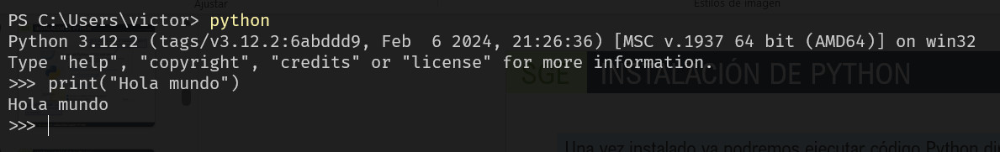 Ajustar
Estilos de imagen
PS C:\Users\victor> python
Python 3.12.2 (tags/v3.12.2:6abddd9, Feb  6 2024, 21:26:36) [MSC v.1937 64 bit (AMD64)] on win32
Type "help", "copyright", "credits" or "license" for more information.
>>> print("Hola mundo")
Hola mundo
>>>
SGE INSTALACIÓN DE PYTHON
Una vez instalado ya podremos ejecutar código Python